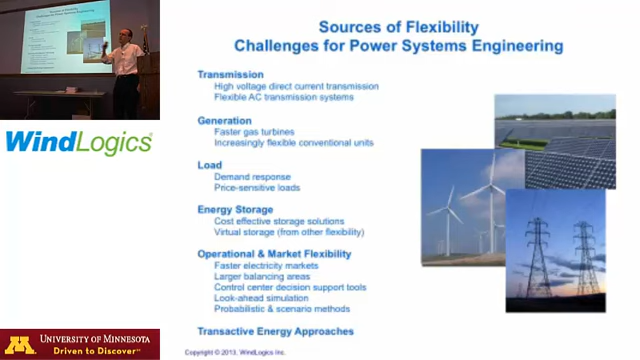 Sources of Flexibility
Challenges for Power Systems Engineering
Transmission
High voltage direct current transmission
Flexible AC transmission systems
Generation
Faster gas turbines
Increasingly flexible conventional units
Load
Demand response
Price-sensitive loads
Energy Storage
Cost effective storage solutions
Virtual storage (from other flexibility)
Operational & Market Flexibility
Faster electricity markets
Larger balancing areas
Control center decision support tools
Look-ahead simulation
Probabilistic & scenario methods
Transactive Energy Approaches
Copyright © 2013, WindLogics Inc.
WindLogics®
M
UNIVERSITY OF MINNESOTA
Driven to Discover℠